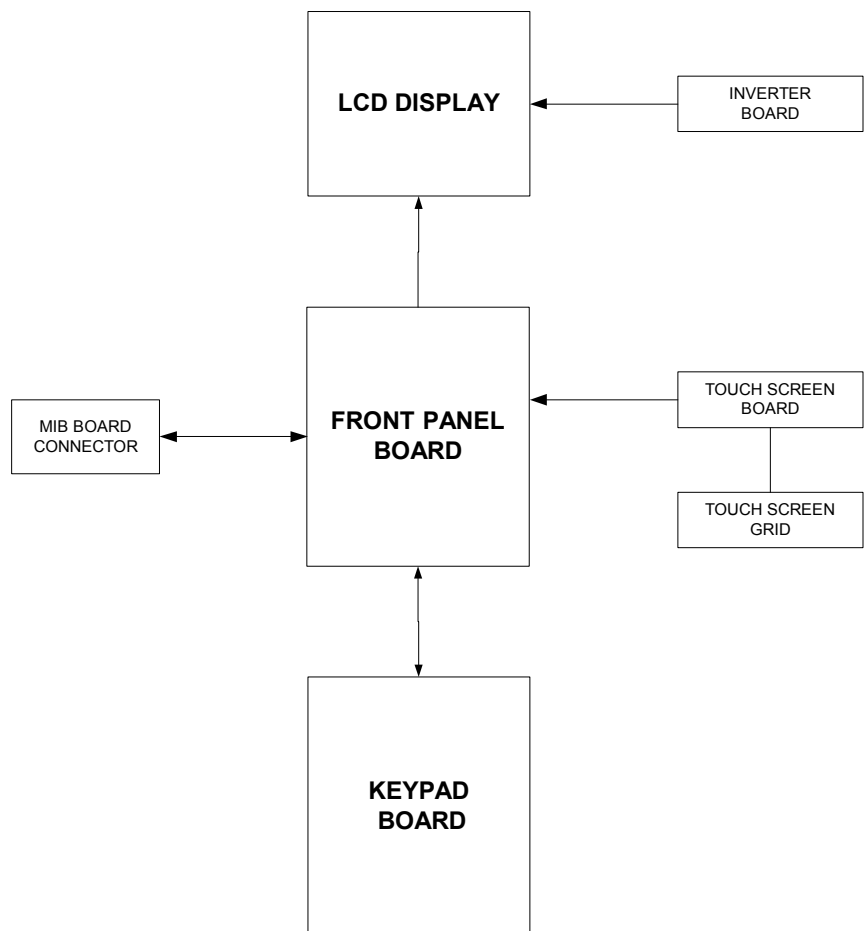 LCD DISPLAY
INVERTER
BOARD
MIB BOARD
CONNECTOR
FRONT PANEL
BOARD
TOUCH SCREEN
BOARD
TOUCH SCREEN
GRID
KEYPAD
BOARD